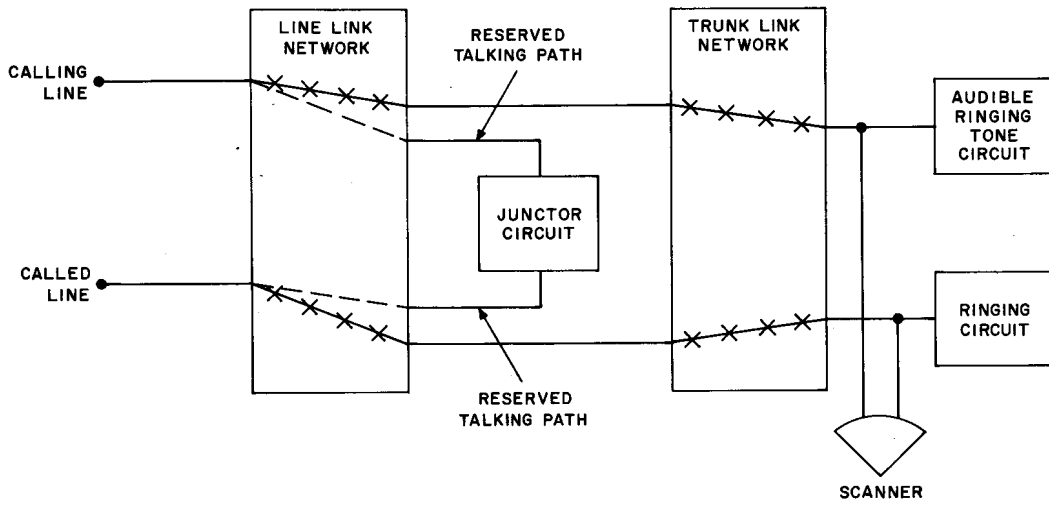 LINE LINK
NETWORK
RESERVED
TALKING PATH
TRUNK LINK
NETWORK
CALLING
LINE
AUDIBLE
RINGING
TONE
CIRCUIT
JUNCTOR
CIRCUIT
CALLED
LINE
RINGING
CIRCUIT
RESERVED
TALKING PATH
SCANNER